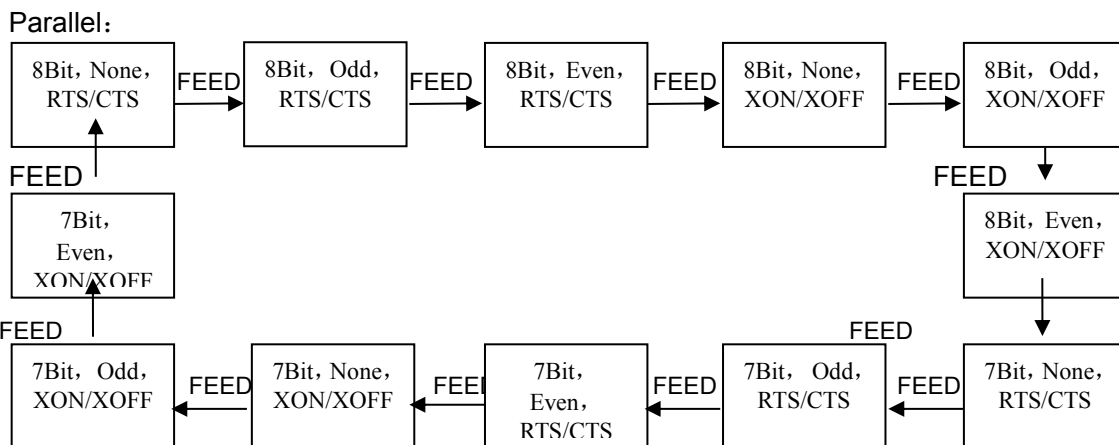 Parallel：
8Bit，None，
RTS/CTS
FEED
8Bit， Odd，
RTS/CTS
FEED
8Bit，Even，
RTS/CTS
FEED
8Bit，None，
XON/XOFF
FEED
8Bit， Odd，
XON/XOFF
FEED
8Bit，Even，
XON/XOFF
FEED
7Bit，None，
RTS/CTS
FEED
7Bit， Odd，
RTS/CTS
FEED
7Bit，
Even，
RTS/CTS
FEED
7Bit，None，
XON/XOFF
FEED
7Bit， Odd，
XON/XOFF
FEED
7Bit，
Even，
XON/XOFF
FEED